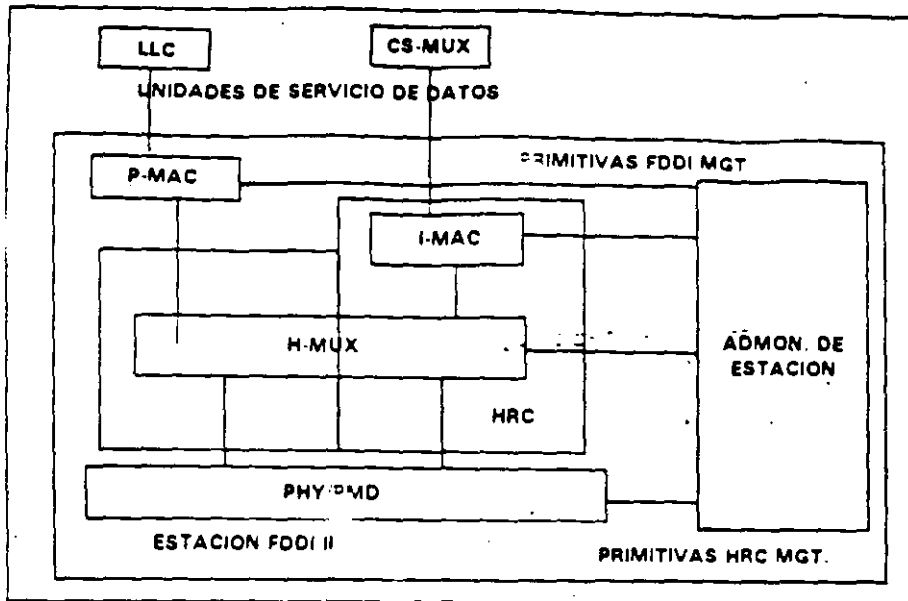 LLC
CS-MUX
UNIDADES DE SERVICIO DE DATOS
PRIMITIVAS FDDI MGT
P-MAC
I-MAC
H-MUX
ADMON. DE
ESTACION
HRC
PHY/PMD
ESTACION FDDI II
PRIMITIVAS HRC MGT.